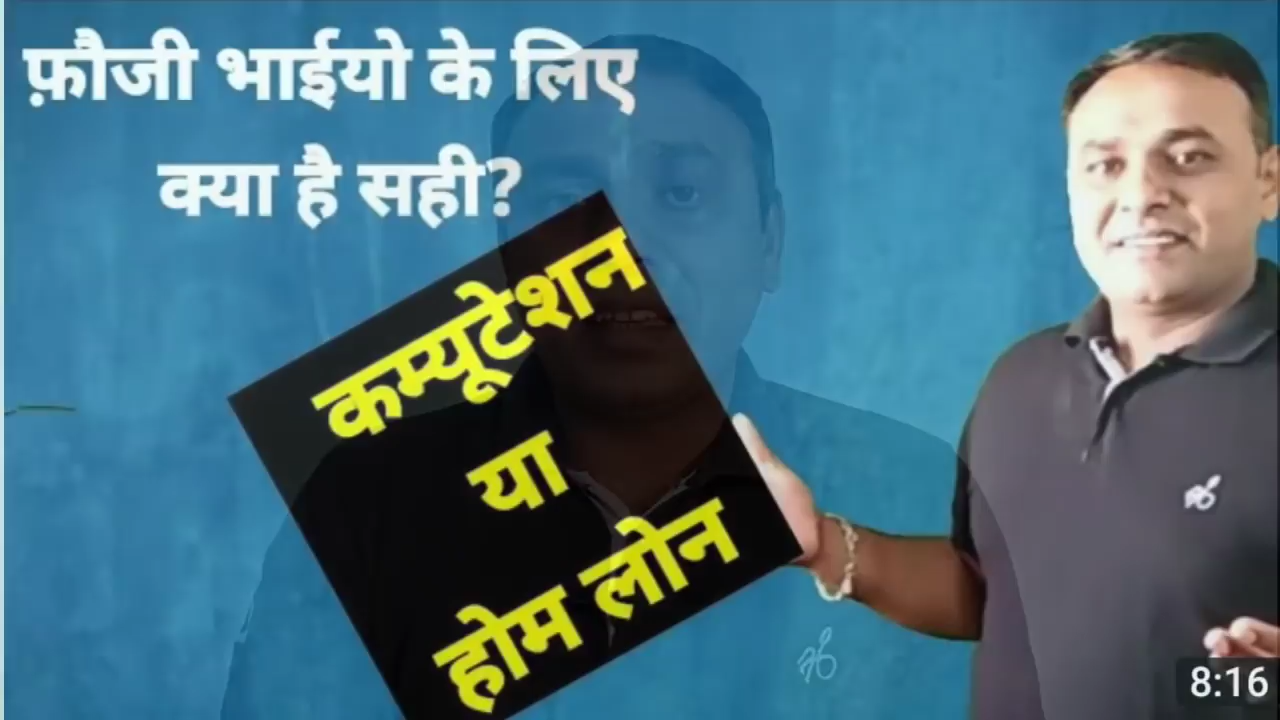 फ़ौजी भाईयो के लिए
क्या है सही?
कम्यूटेशन
या
होम लोन
8:16